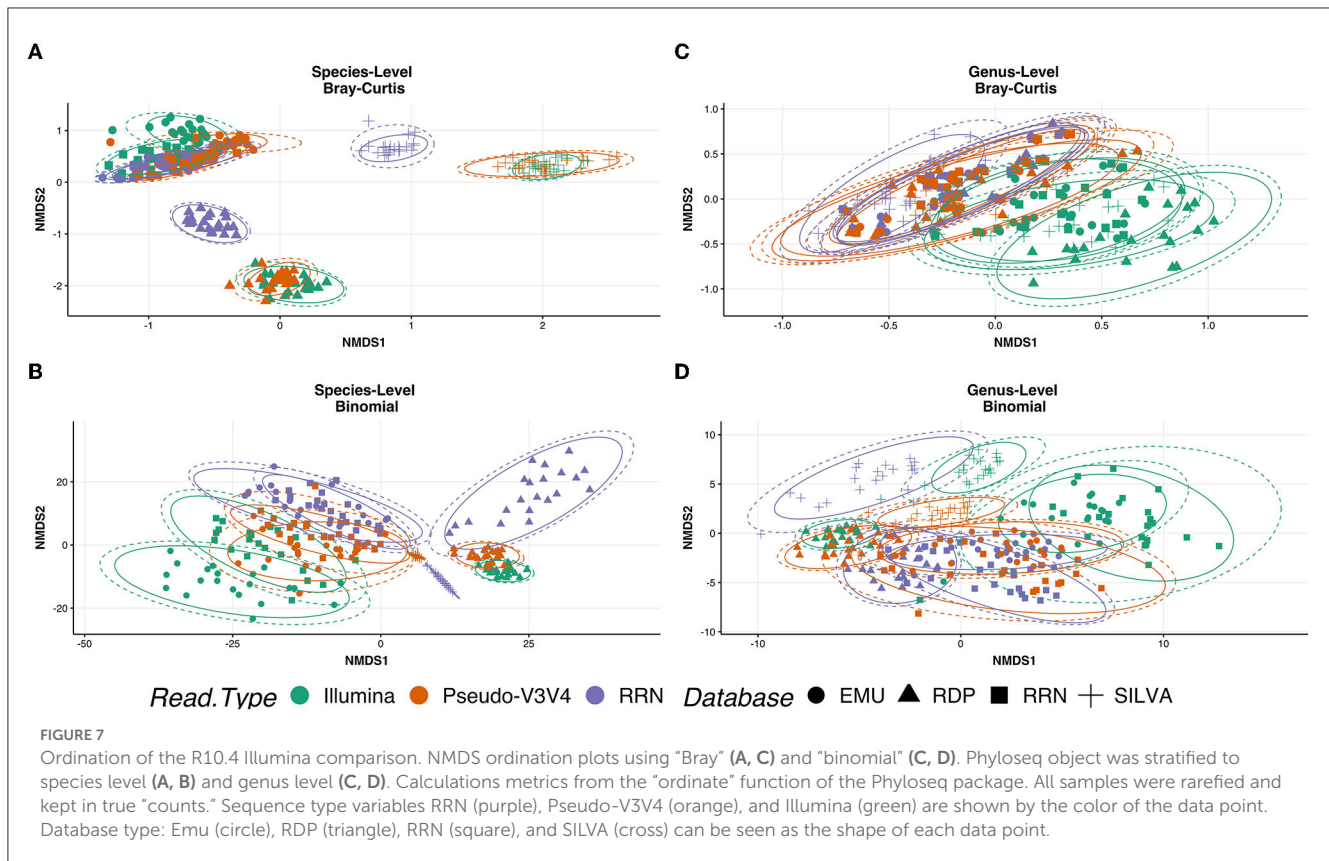 A
Species-Level
Bray-Curtis
1
0
-1
-2
-1
0
1
2
NMDS2
NMDS1
C
Genus-Level
Bray-Curtis
1.0
0.5
0.0
-0.5
-1.0
-1.0
-0.5
0.0
0.5
1.0
NMDS2
NMDS1
B
Species-Level
Binomial
20
0
-20
-50
-25
0
25
NMDS2
NMDS1
D
Genus-Level
Binomial
10
5
0
-5
-10
-10
0
10
NMDS2
NMDS1
Read.Type Illumina Pseudo-V3V4 RRN Database EMU RDP RRN SILVA
FIGURE 7
Ordination of the R10.4 Illumina comparison. NMDS ordination plots using “Bray” (A, C) and “binomial” (C, D). Phyloseq object was stratified to
species level (A, B) and genus level (C, D). Calculations metrics from the “ordinate” function of the Phyloseq package. All samples were rarefied and
kept in true “counts.” Sequence type variables RRN (purple), Pseudo-V3V4 (orange), and Illumina (green) are shown by the color of the data point.
Database type: Emu (circle), RDP (triangle), RRN (square), and SILVA (cross) can be seen as the shape of each data point.